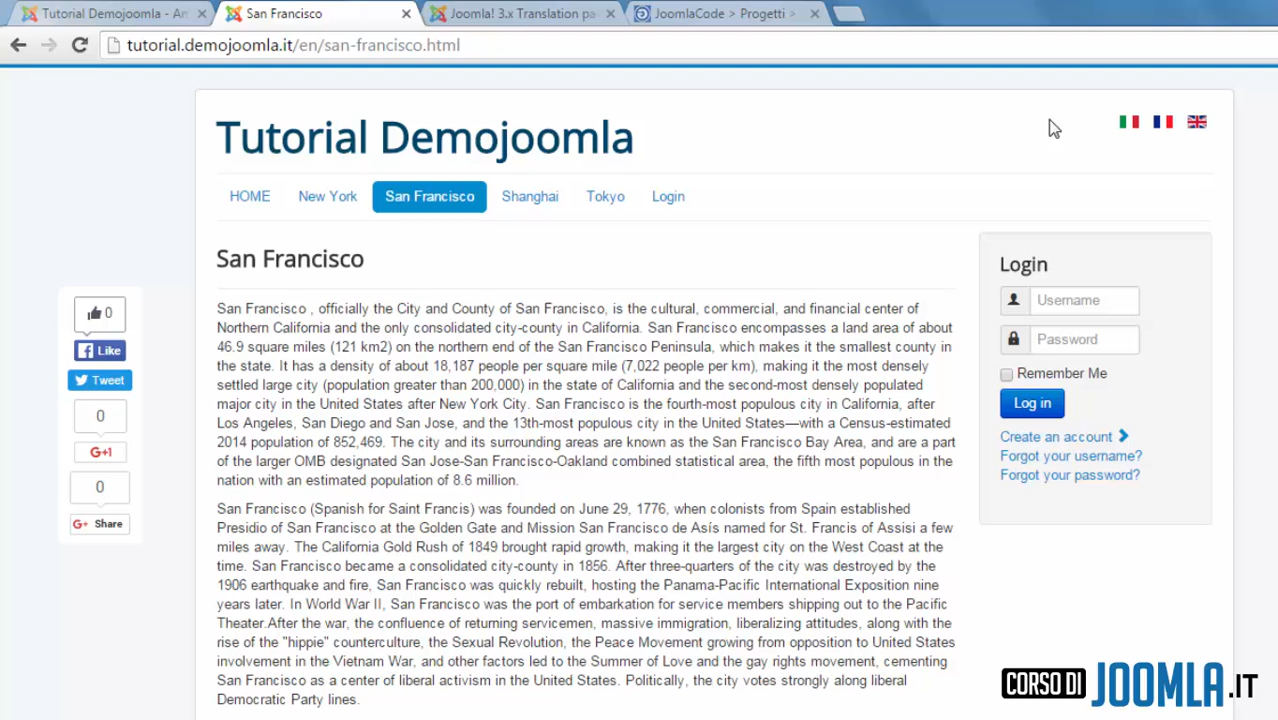 Tutorial Demojoomla - An
San Francisco
Joomla! 3.x Translation pa
JoomlaCode > Progetti >
tutorial.demojoomla.it/en/san-francisco.html
Tutorial Demojoomla
HOME New York San Francisco Shanghai Tokyo Login
San Francisco
San Francisco , officially the City and County of San Francisco, is the cultural, commercial, and financial center of
Northern California and the only consolidated city-county in California. San Francisco encompasses a land area of about
46.9 square miles (121 km2) on the northern end of the San Francisco Peninsula, which makes it the smallest county in
the state. It has a density of about 18,187 people per square mile (7,022 people per km), making it the most densely
settled large city (population greater than 200,000) in the state of California and the second-most densely populated
major city in the United States after New York City. San Francisco is the fourth-most populous city in California, after
Los Angeles, San Diego and San Jose, and the 13th-most populous city in the United States—with a Census-estimated
2014 population of 852,469. The city and its surrounding areas are known as the San Francisco Bay Area, and are a part
of the larger OMB designated San Jose-San Francisco-Oakland combined statistical area, the fifth most populous in the
nation with an estimated population of 8.6 million.
San Francisco (Spanish for Saint Francis) was founded on June 29, 1776, when colonists from Spain established
Presidio of San Francisco at the Golden Gate and Mission San Francisco de Asís named for St. Francis of Assisi a few
miles away. The California Gold Rush of 1849 brought rapid growth, making it the largest city on the West Coast at the
time. San Francisco became a consolidated city-county in 1856. After three-quarters of the city was destroyed by the
1906 earthquake and fire, San Francisco was quickly rebuilt, hosting the Panama-Pacific International Exposition nine
years later. In World War II, San Francisco was the port of embarkation for service members shipping out to the Pacific
Theater.After the war, the confluence of returning servicemen, massive immigration, liberalizing attitudes, along with the
rise of the "hippie" counterculture, the Sexual Revolution, the Peace Movement growing from opposition to United States
involvement in the Vietnam War, and other factors led to the Summer of Love and the gay rights movement, cementing
San Francisco as a center of liberal activism in the United States. Politically, the city votes strongly along liberal
Democratic Party lines.
0
Like
Tweet
0
G+1
0
G+ Share
Login
Username
Password
Remember Me
Log in
Create an account
Forgot your username?
Forgot your password?
CORSO DI JOOMLA.IT